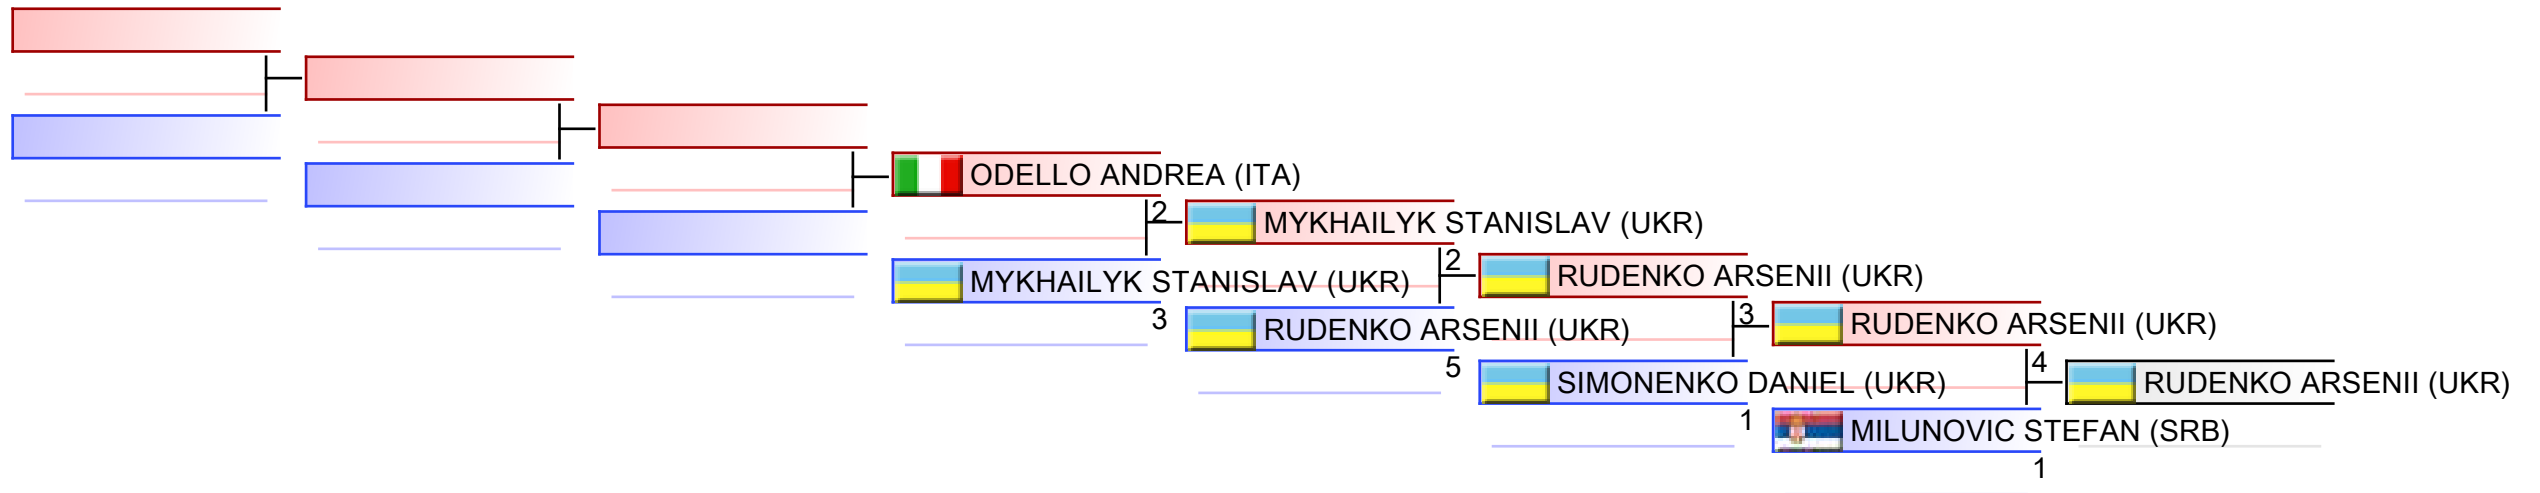 ODELLO ANDREA (ITA)
2
MYKHAILYK STANISLAV (UKR)
MYKHAILYK STANISLAV (UKR)
3
2
RUDENKO ARSENII (UKR)
RUDENKO ARSENII (UKR)
5
3
RUDENKO ARSENII (UKR)
SIMONENKO DANIEL (UKR)
1
4
RUDENKO ARSENII (UKR)
MILUNOVIC STEFAN (SRB)
1